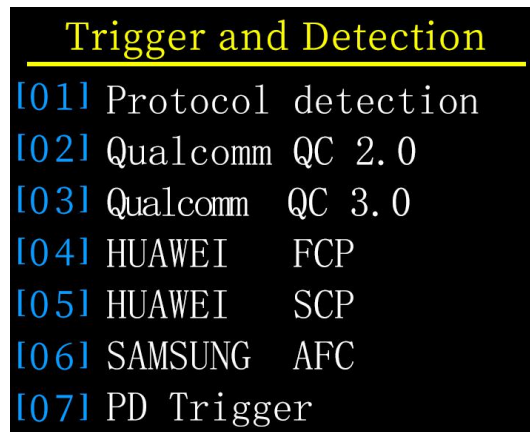 Trigger and Detection
[01] Protocol detection
[02] Qualcomm QC 2.0
[03] Qualcomm QC 3.0
[04] HUAWEI FCP
[05] HUAWEI SCP
[06] SAMSUNG AFC
[07] PD Trigger